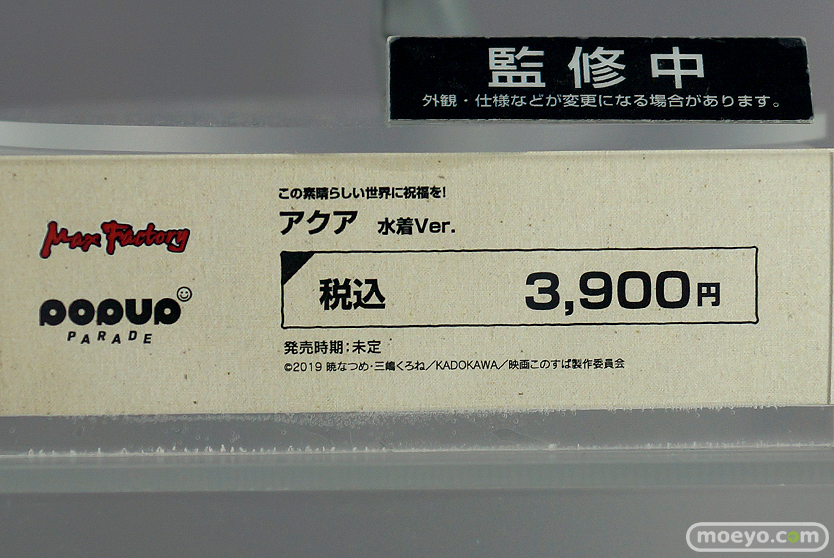 監修中
外観・仕様などが変更になる場合があります。
この素晴らしい世界に祝福を!
アクア 水着Ver.
Max Factory
税込 3,900円
POPUP
PARADE
発売時期:未定
©2019 暁なつめ・三嶋くろね/KADOKAWA/映画このすば製作委員会
moeyo.com